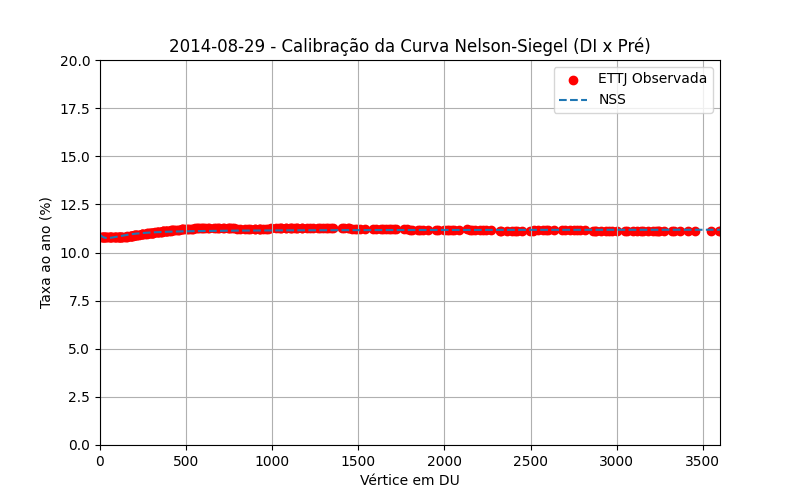 2014-08-29 - Calibração da Curva Nelson-Siegel (DI x Pré)
ETTJ Observada
NSS
20.0
17.5
15.0
12.5
10.0
7.5
5.0
2.5
0.0
Taxa ao ano (%)
0 500 1000 1500 2000 2500 3000 3500
Vértice em DU